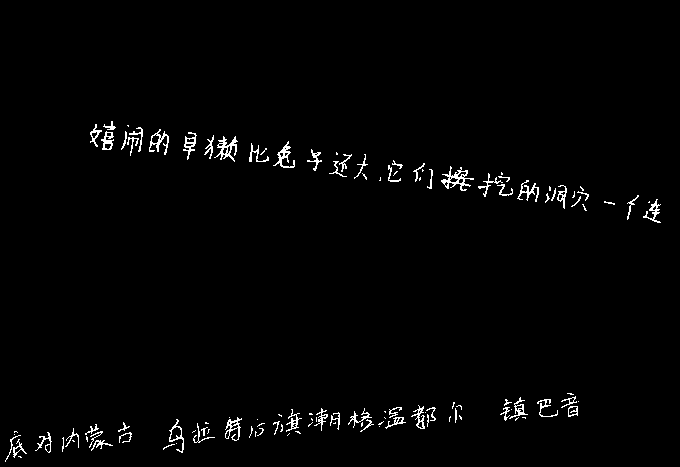 嬉闹的旱獭比兔子还大,它们挖的洞穴一个连
底对内蒙古 乌拉特后旗潮格温都尔 镇巴音